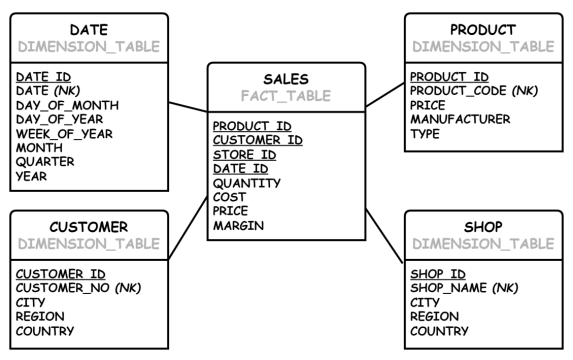 DATE
DIMENSION_TABLE
DATE_ID
DATE (NK)
DAY_OF_MONTH
DAY_OF_YEAR
WEEK_OF_YEAR
MONTH
QUARTER
YEAR
PRODUCT
DIMENSION_TABLE
PRODUCT_ID
PRODUCT_CODE (NK)
PRICE
MANUFACTURER
TYPE
SALES
FACT_TABLE
PRODUCT_ID
CUSTOMER_ID
STORE_ID
DATE_ID
QUANTITY
COST
PRICE
MARGIN
CUSTOMER
DIMENSION_TABLE
CUSTOMER_ID
CUSTOMER_NO (NK)
CITY
REGION
COUNTRY
SHOP
DIMENSION_TABLE
SHOP_ID
SHOP_NAME (NK)
CITY
REGION
COUNTRY